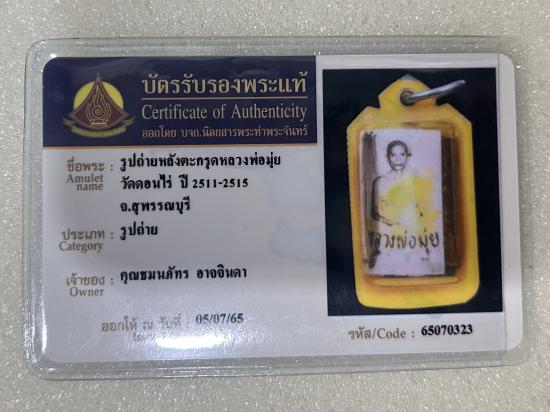 บัตรรับรองพระแท้
Certificate of Authenticity
ออกโดย บจก.นิตยสารพระท่าพระจันทร์
ชื่อพระ : รูปถ่ายหลังตะกรุดหลวงพ่อมุ่ย
Amulet name
วัดดอนไร่ ปี 2511-2515
จ.สุพรรณบุรี
ประเภท : รูปถ่าย
Category
เจ้าของ : คุณธมนภัทร อาจจินดา
Owner
ออกให้ ณ วันที่ : 05/07/65
หลวงพ่อมุ่ย
รหัส/Code : 65070323